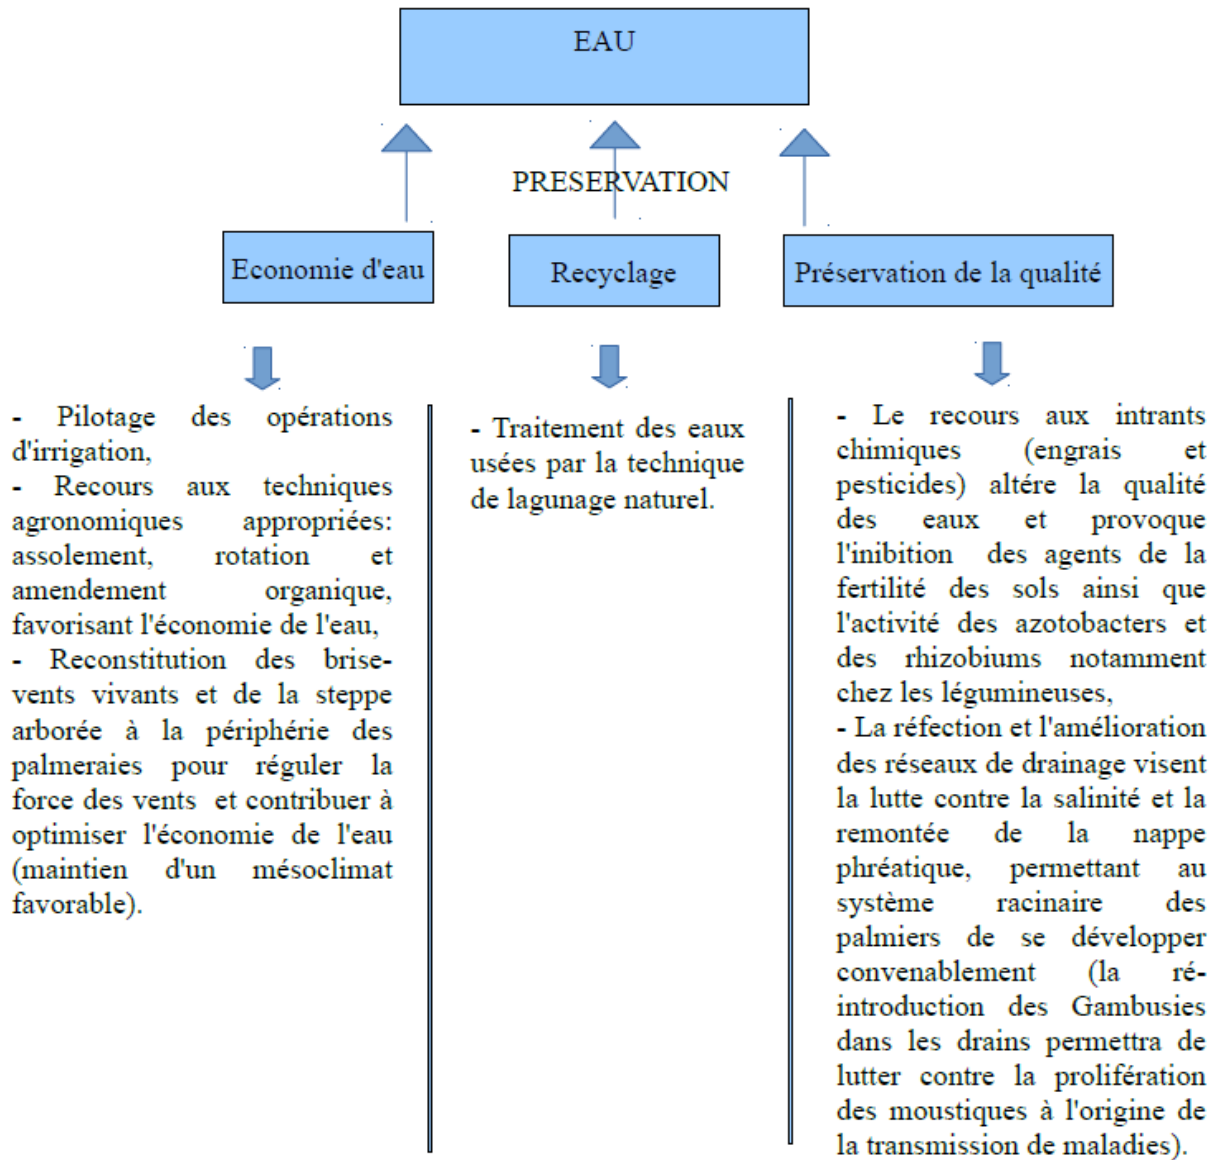 EAU
PRESERVATION
Economie d'eau
Recyclage
Préservation de la qualité
- Pilotage des opérations
d'irrigation,
- Recours aux techniques
agronomiques appropriées:
assolement, rotation et
amendement organique,
favorisant l'économie de l'eau,
- Reconstitution des brise-
vents vivants et de la steppe
arborée à la périphérie des
palmeraies pour réguler la
force des vents et contribuer à
optimiser l'économie de l'eau
(maintien d'un mésoclimat
favorable).
- Traitement des eaux
usées par la technique
de lagunage naturel.
- Le recours aux intrants
chimiques (engrais et
pesticides) altére la qualité
des eaux et provoque
l'inibition des agents de la
fertilité des sols ainsi que
l'activité des azotobacters et
des rhizobiums notamment
chez les légumineuses,
- La réfection et l'amélioration
des réseaux de drainage visent
la lutte contre la salinité et la
remontée de la nappe
phréatique, permettant au
système racinaire des
palmiers de se développer
convenablement (la ré-
introduction des Gambusies
dans les drains permettra de
lutter contre la prolifération
des moustiques à l'origine de
la transmission de maladies).